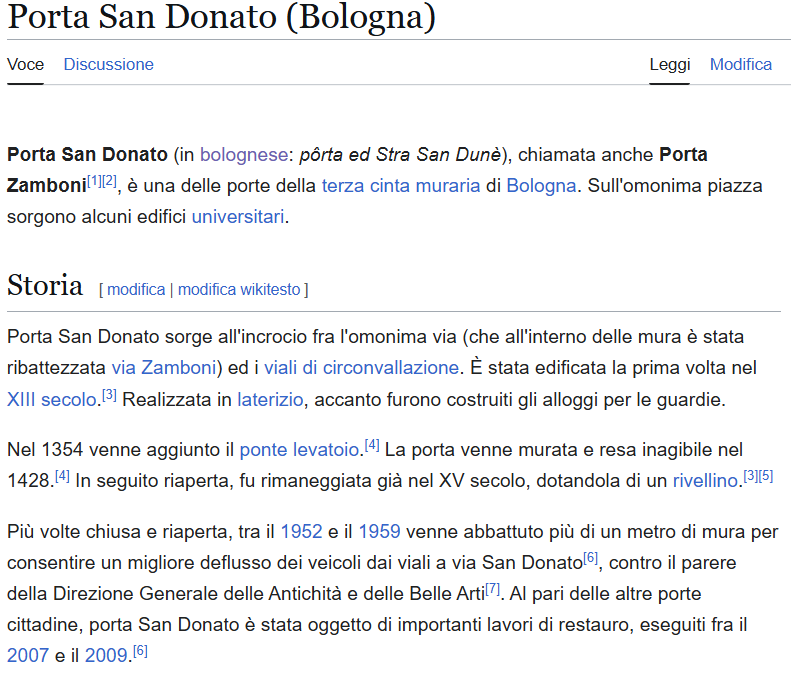 Porta San Donato (Bologna)
Voce Discussione Leggi Modifica
Porta San Donato (in bolognese: pôrta ed Stra San Dunè), chiamata anche Porta
Zamboni[1][2], è una delle porte della terza cinta muraria di Bologna. Sull'omonima piazza
sorgono alcuni edifici universitari.
Storia [ modifica | modifica wikitesto ]
Porta San Donato sorge all'incrocio fra l'omonima via (che all'interno delle mura è stata
ribattezzata via Zamboni) ed i viali di circonvallazione. È stata edificata la prima volta nel
XIII secolo.[3] Realizzata in laterizio, accanto furono costruiti gli alloggi per le guardie.
Nel 1354 venne aggiunto il ponte levatoio.[4] La porta venne murata e resa inagibile nel
1428.[4] In seguito riaperta, fu rimaneggiata già nel XV secolo, dotandola di un rivellino.[3][5]
Più volte chiusa e riaperta, tra il 1952 e il 1959 venne abbattuto più di un metro di mura per
consentire un migliore deflusso dei veicoli dai viali a via San Donato[6], contro il parere
della Direzione Generale delle Antichità e delle Belle Arti[7]. Al pari delle altre porte
cittadine, porta San Donato è stata oggetto di importanti lavori di restauro, eseguiti fra il
2007 e il 2009.[6]